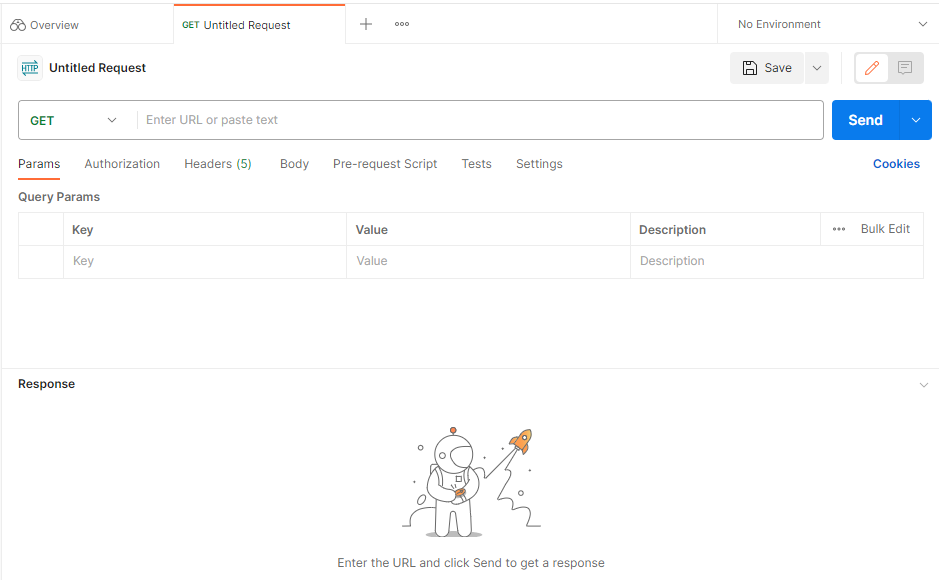 Overview
GET Untitled Request
No Environment
HTTP Untitled Request
Save
GET Enter URL or paste text
Send
Params Authorization Headers (5) Body Pre-request Script Tests Settings Cookies
Query Params
Key Value Description Bulk Edit
Key Value Description
Response
Enter the URL and click Send to get a response